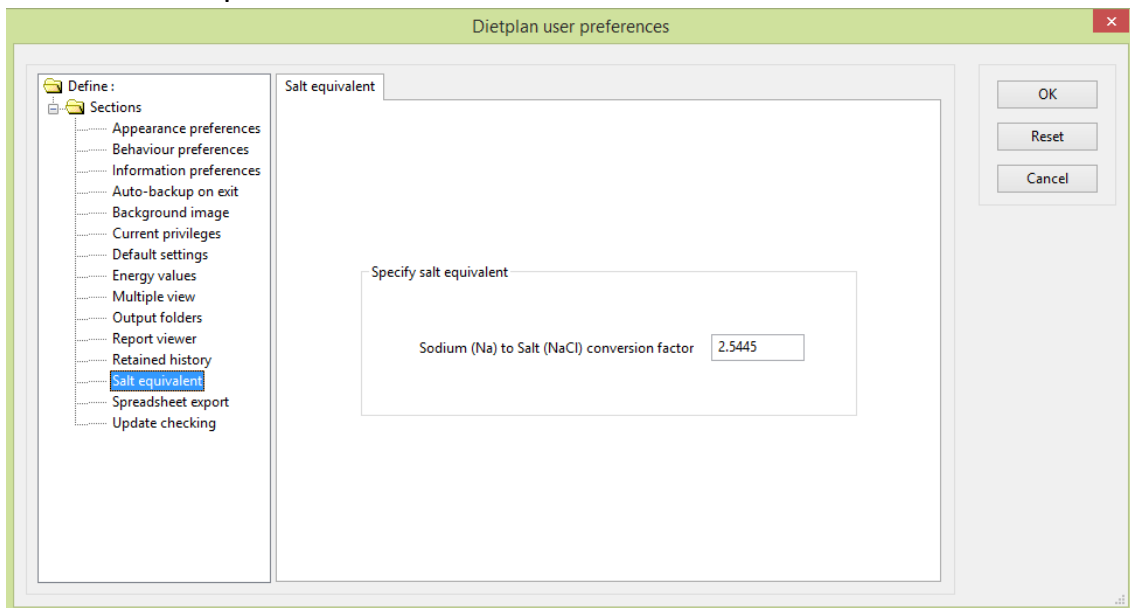 Dietplan user preferences
Define :
Sections
Appearance preferences
Behaviour preferences
Information preferences
Auto-backup on exit
Background image
Current privileges
Default settings
Energy values
Multiple view
Output folders
Report viewer
Retained history
Salt equivalent
Spreadsheet export
Update checking
Salt equivalent
Specify salt equivalent
Sodium (Na) to Salt (NaCl) conversion factor 2.5445
OK
Reset
Cancel